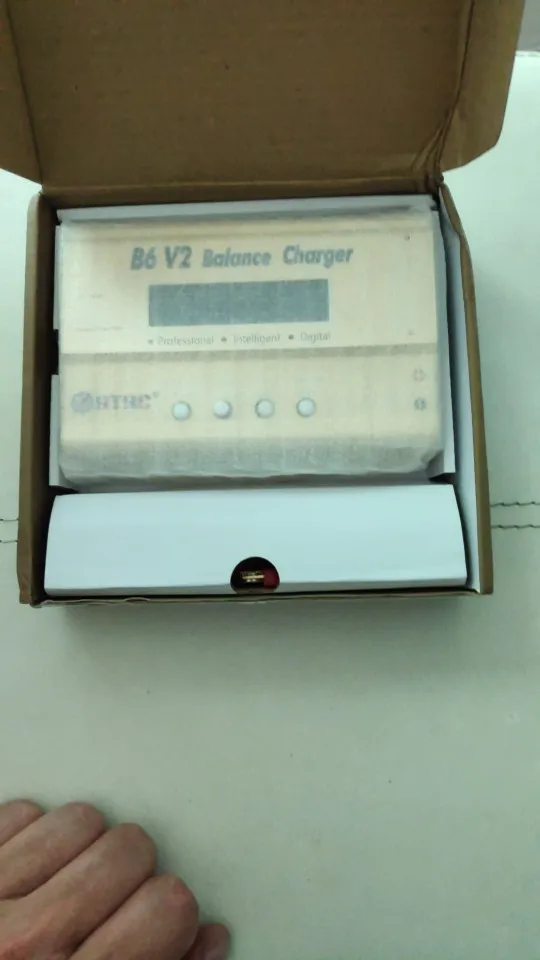 B6 V2 Balance Charger
• Professional • Intelligent • Digital
HTRC®